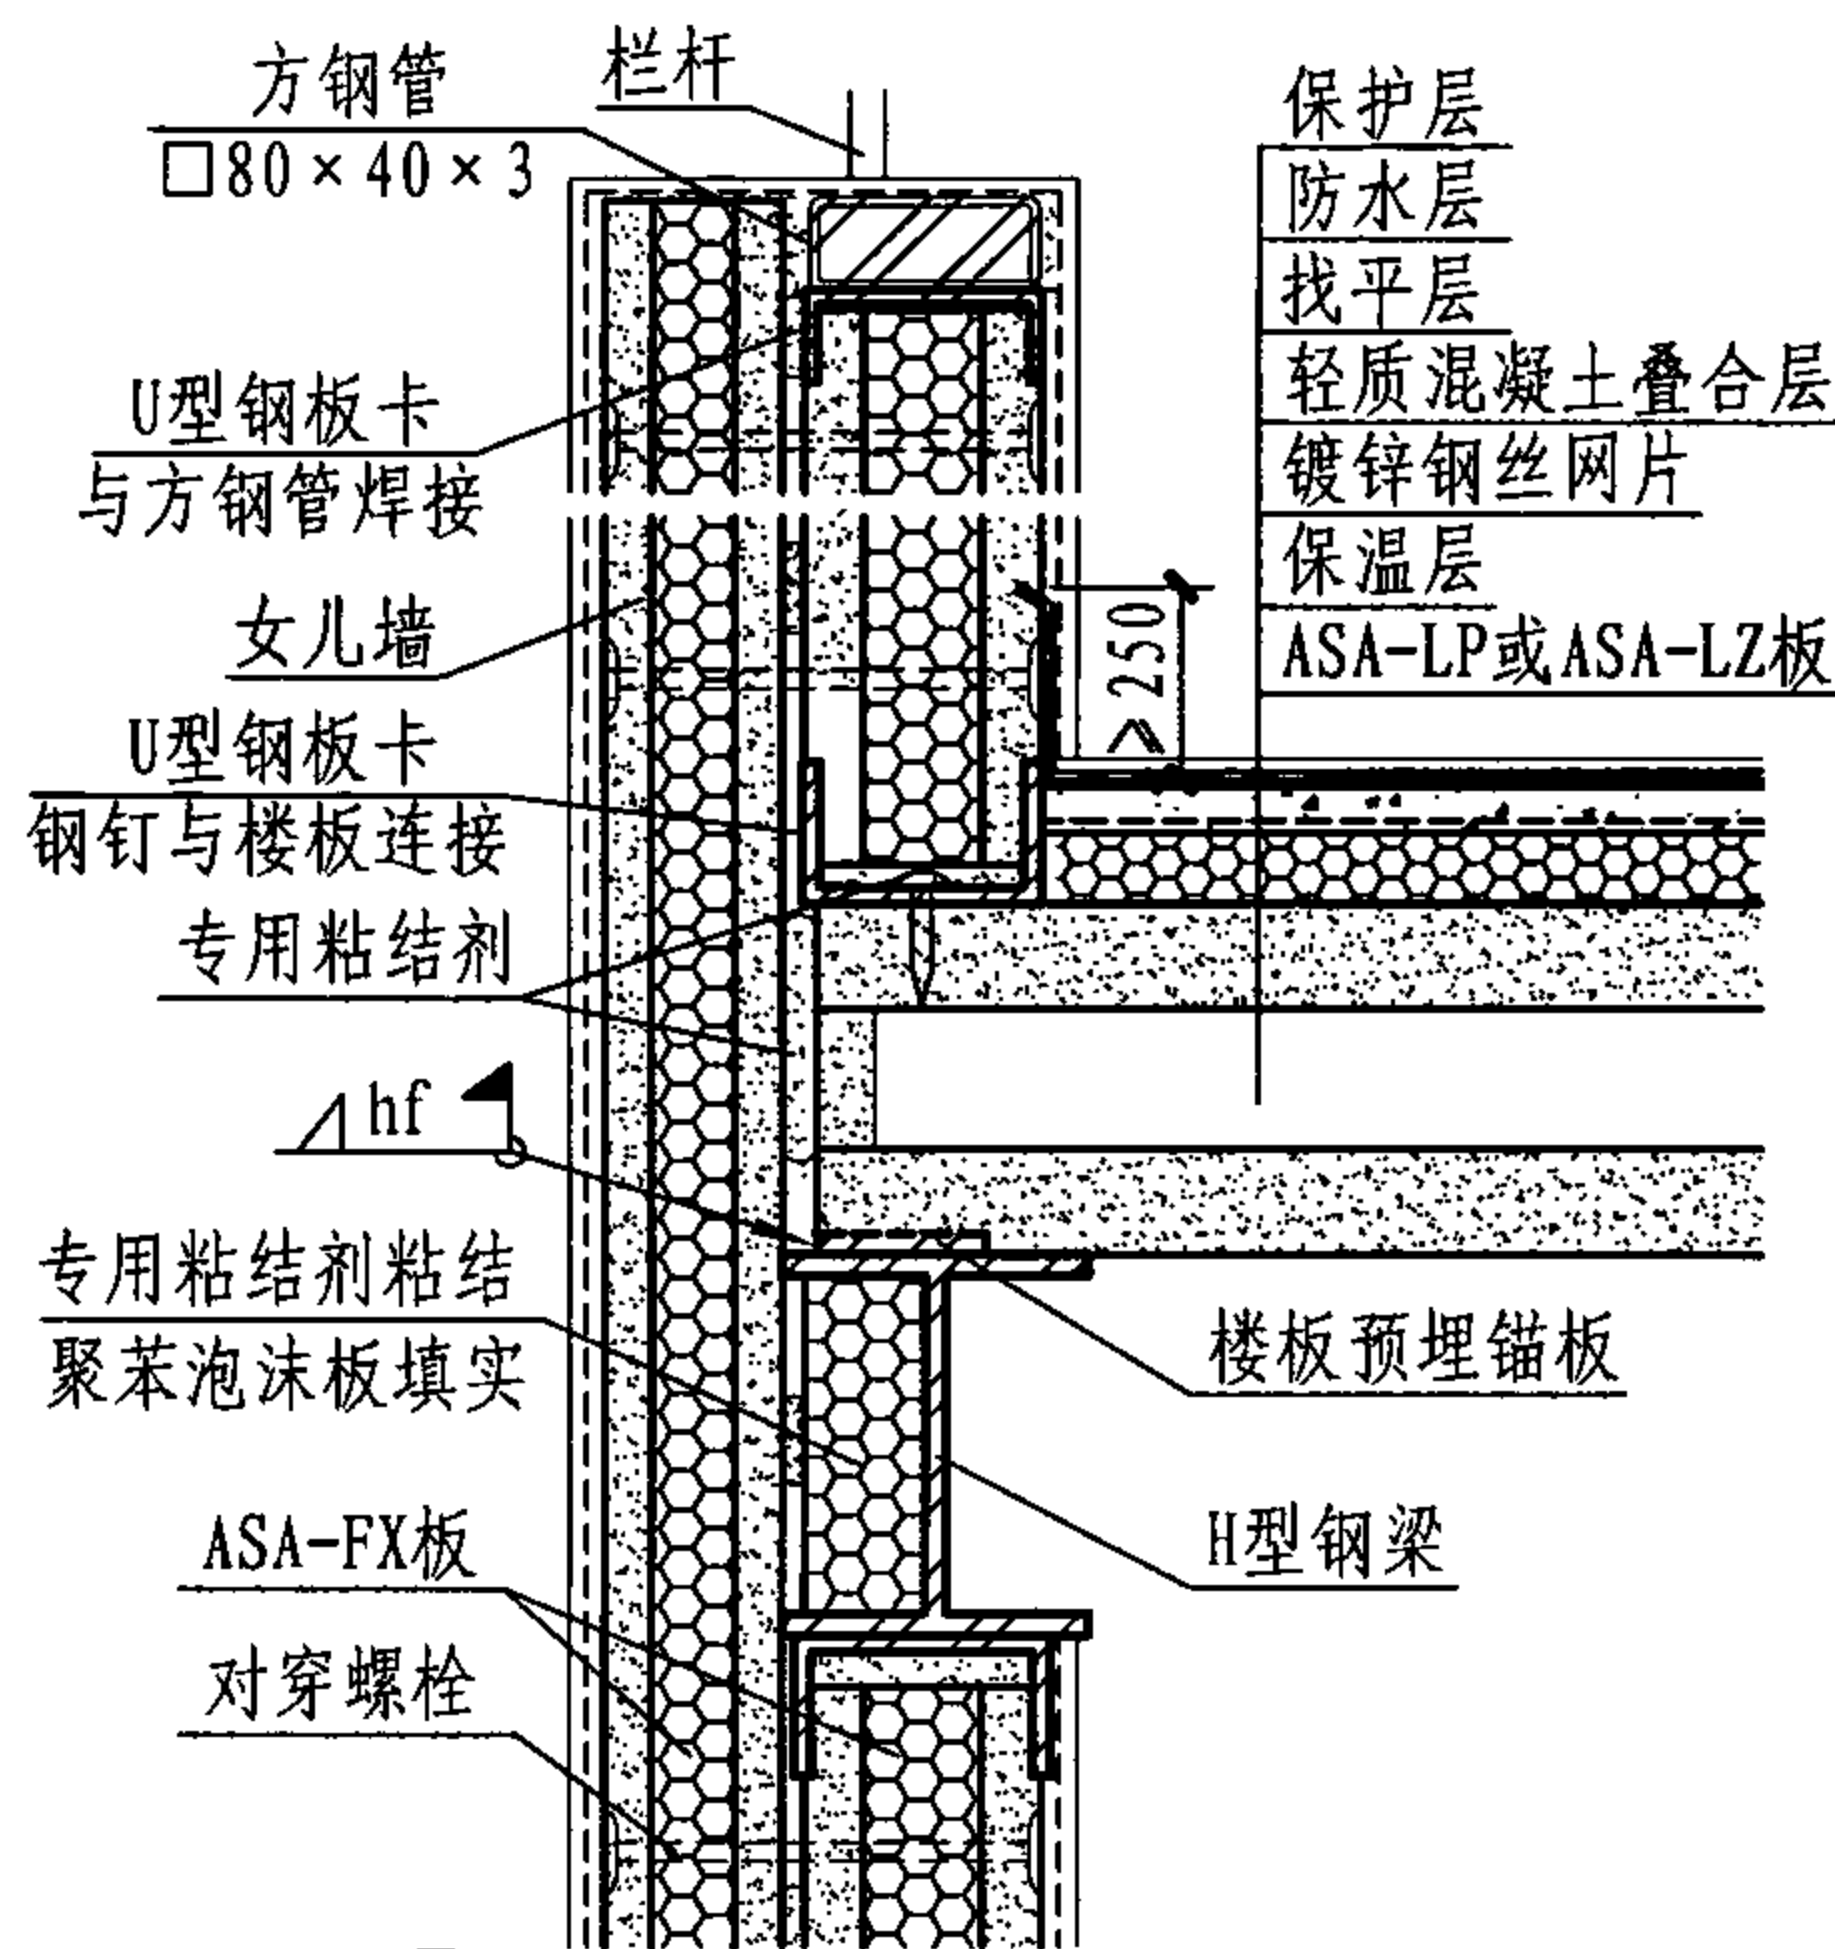 方钢管
□80×40×3
栏杆
U型钢板卡
与方钢管焊接
女儿墙
U型钢板卡
钢钉与楼板连接
专用粘结剂
hf
专用粘结剂粘结
聚苯泡沫板填实
ASA-FX板
对穿螺栓
保护层
防水层
找平层
轻质混凝土叠合层
镀锌钢丝网片
保温层
ASA-LP或ASA-LZ板
≥250
楼板预埋锚板
H型钢梁